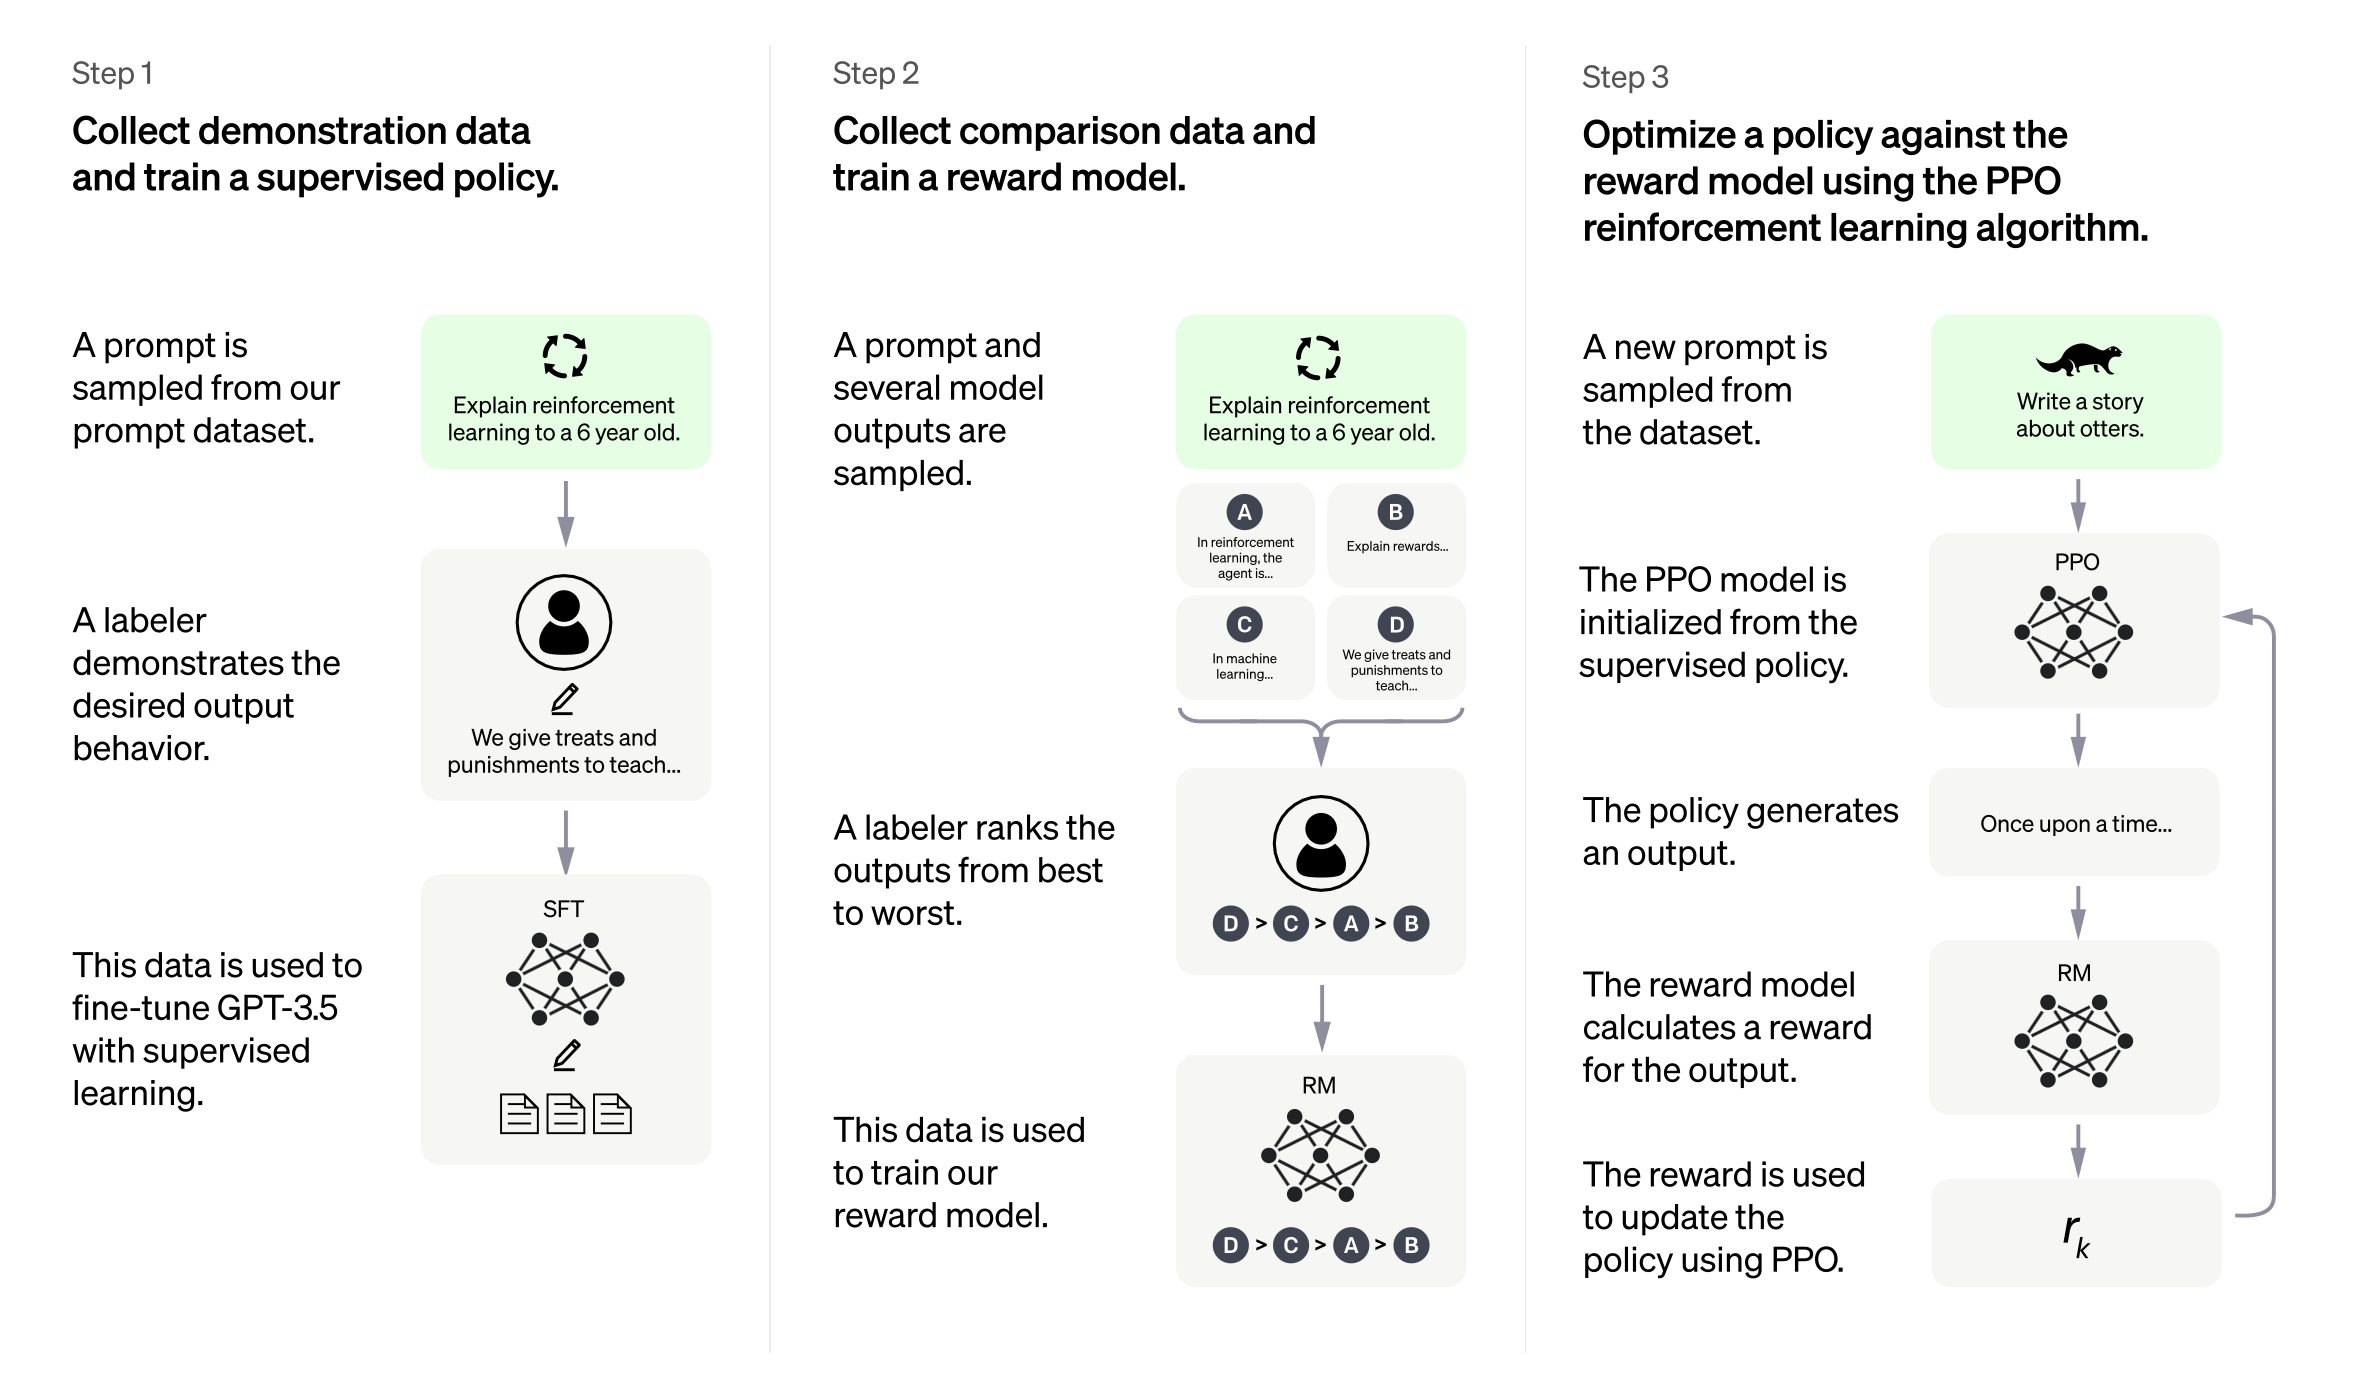 Step 1
Collect demonstration data
and train a supervised policy.
A prompt is
sampled from our
prompt dataset.
Explain reinforcement
learning to a 6 year old.
A labeler
demonstrates the
desired output
behavior.
We give treats and
punishments to teach...
This data is used to
fine-tune GPT-3.5
with supervised
learning.
SFT
Step 2
Collect comparison data and
train a reward model.
A prompt and
several model
outputs are
sampled.
Explain reinforcement
learning to a 6 year old.
A
In reinforcement
learning, the
agent is...
B
Explain rewards...
C
In machine
learning...
D
We give treats and
punishments to
teach...
A labeler ranks the
outputs from best
to worst.
D > C > A > B
This data is used
to train our
reward model.
RM
D > C > A > B
Step 3
Optimize a policy against the
reward model using the PPO
reinforcement learning algorithm.
A new prompt is
sampled from
the dataset.
Write a story
about otters.
The PPO model is
initialized from the
supervised policy.
PPO
The policy generates
an output.
Once upon a time...
The reward model
calculates a reward
for the output.
RM
The reward is used
to update the
policy using PPO.
r_k